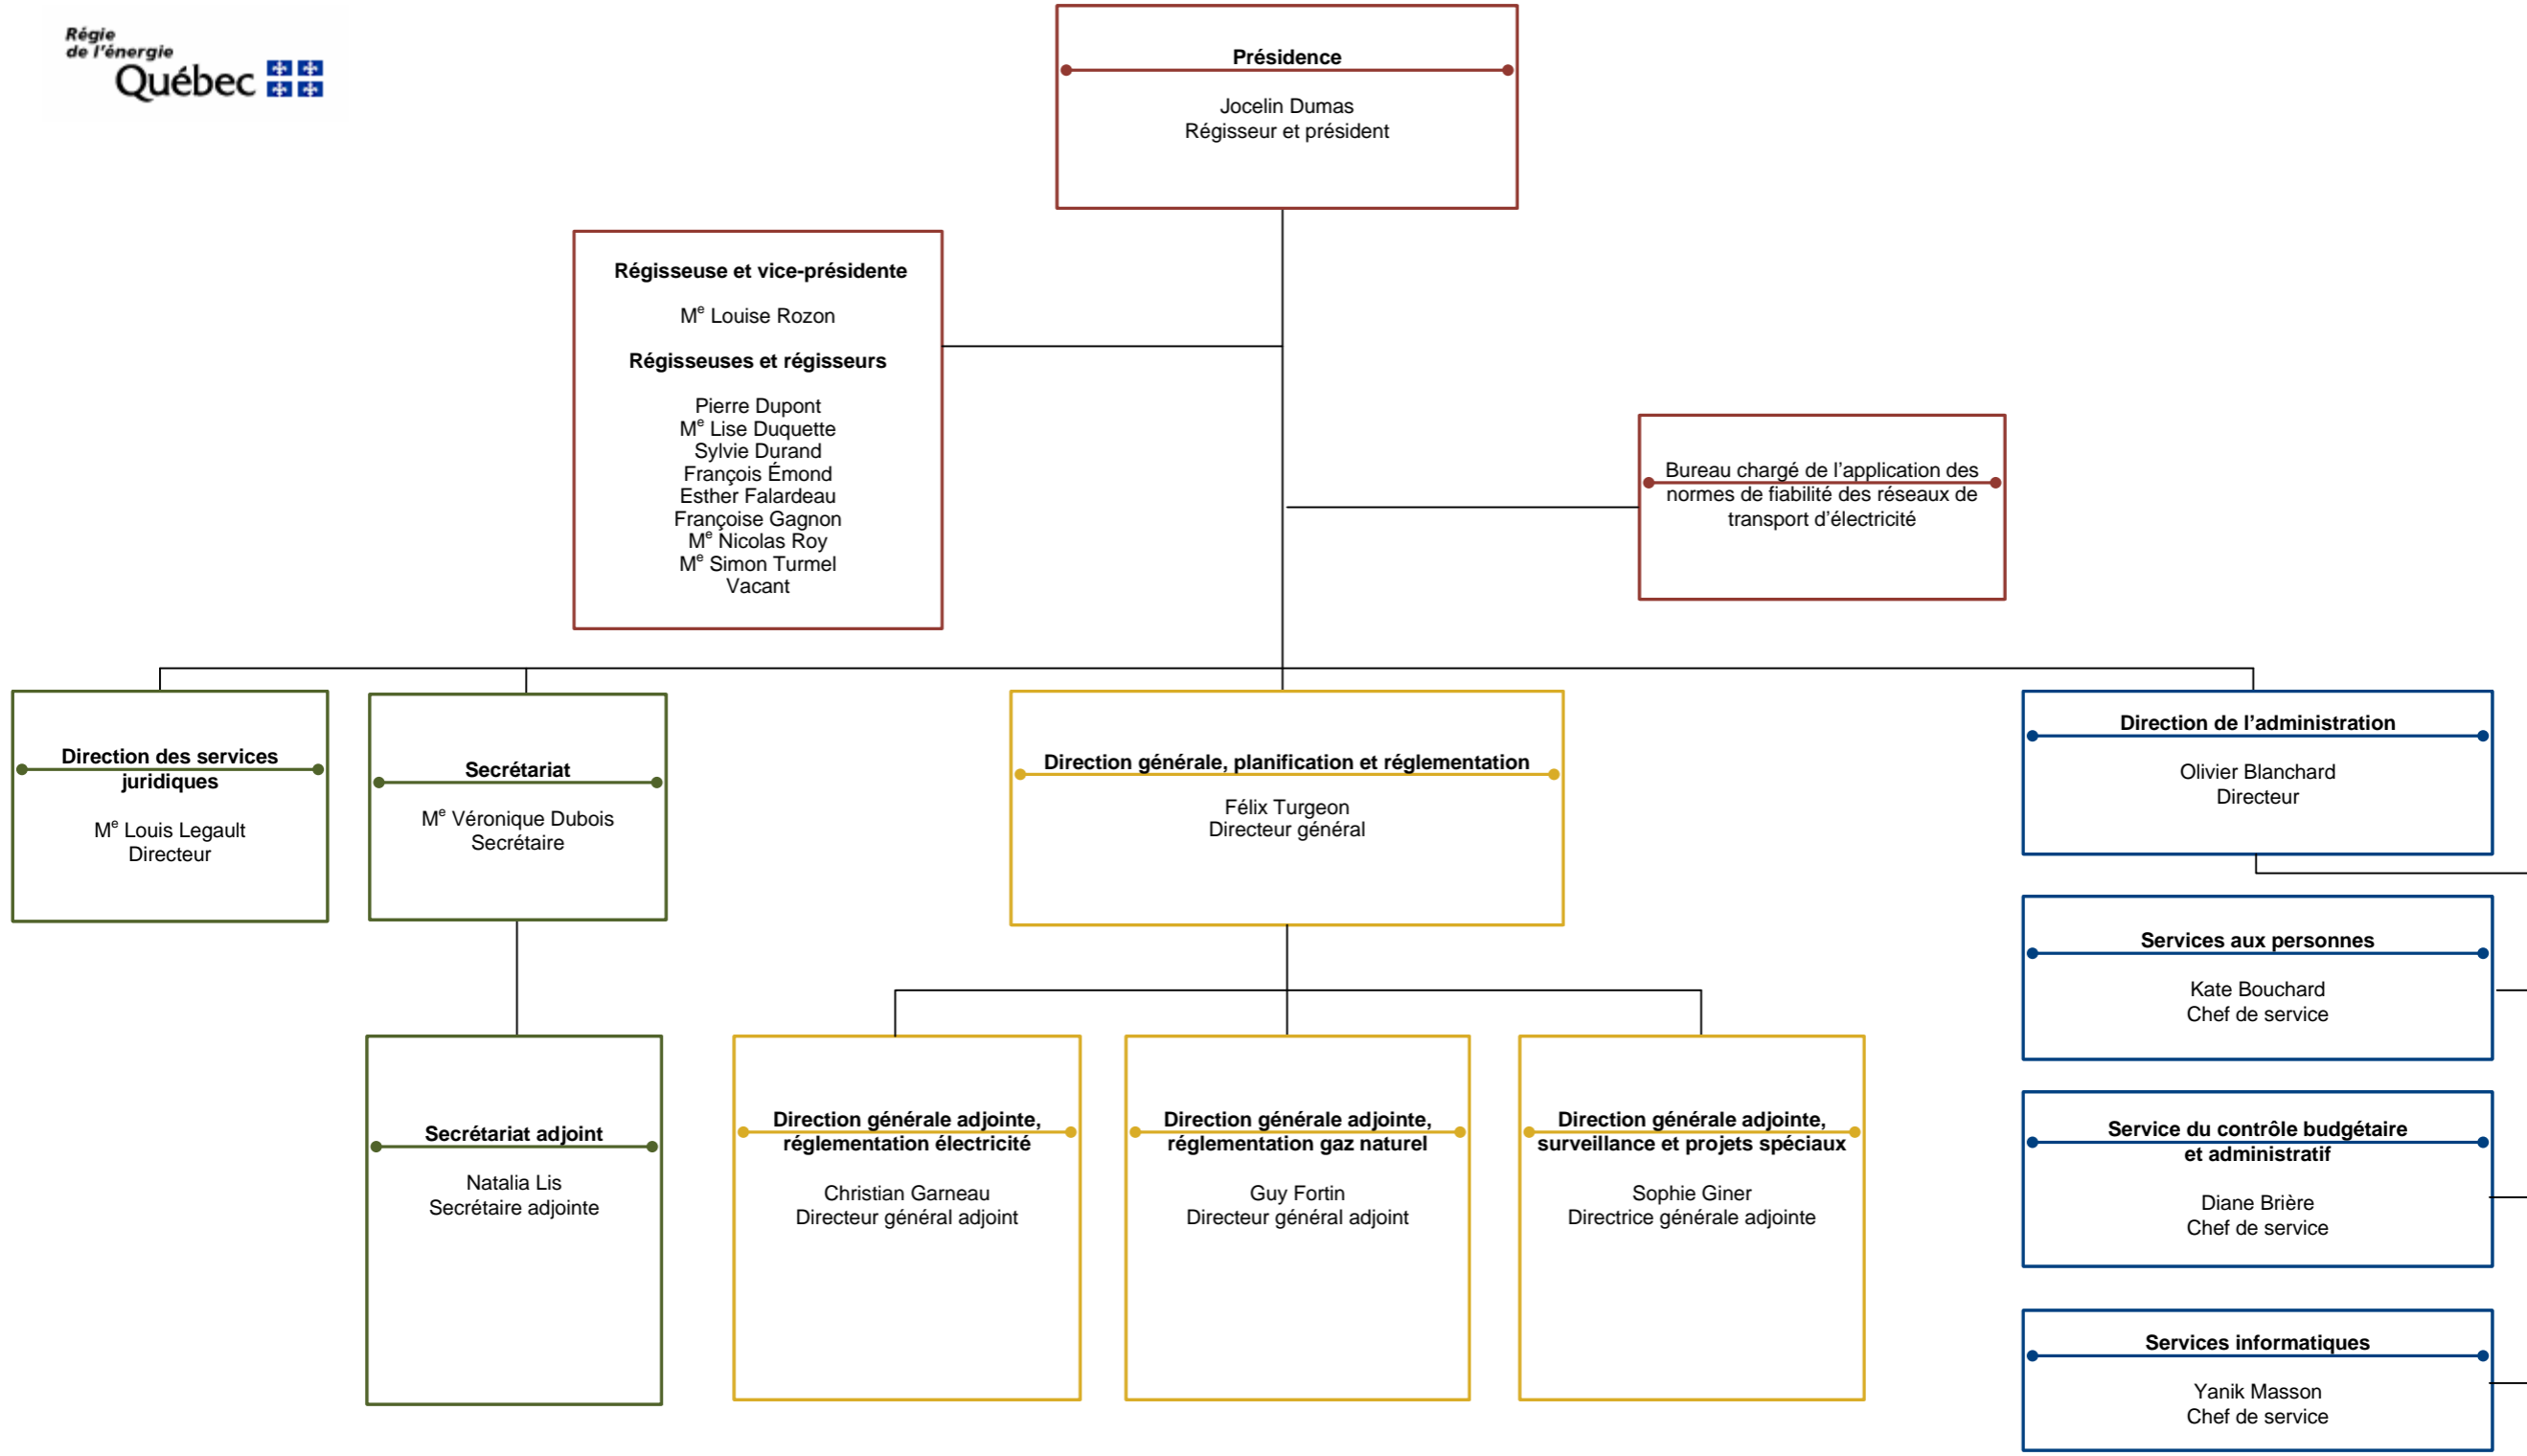 Régie
de l'énergie
Québec
Présidence
Jocelin Dumas
Régisseur et président
Régisseuse et vice-présidente
Me Louise Rozon
Régisseuses et régisseurs
Pierre Dupont
Me Lise Duquette
Sylvie Durand
François Émond
Esther Falardeau
Françoise Gagnon
Me Nicolas Roy
Me Simon Turmel
Vacant
Bureau chargé de l'application des
normes de fiabilité des réseaux de
transport d'électricité
Direction des services
juridiques
Me Louis Legault
Directeur
Secrétariat
Me Véronique Dubois
Secrétaire
Direction générale, planification et réglementation
Félix Turgeon
Directeur général
Direction de l'administration
Olivier Blanchard
Directeur
Services aux personnes
Kate Bouchard
Chef de service
Secrétariat adjoint
Natalia Lis
Secrétaire adjointe
Direction générale adjointe,
réglementation électricité
Christian Garneau
Directeur général adjoint
Direction générale adjointe,
réglementation gaz naturel
Guy Fortin
Directeur général adjoint
Direction générale adjointe,
surveillance et projets spéciaux
Sophie Giner
Directrice générale adjointe
Service du contrôle budgétaire
et administratif
Diane Brière
Chef de service
Services informatiques
Yanik Masson
Chef de service